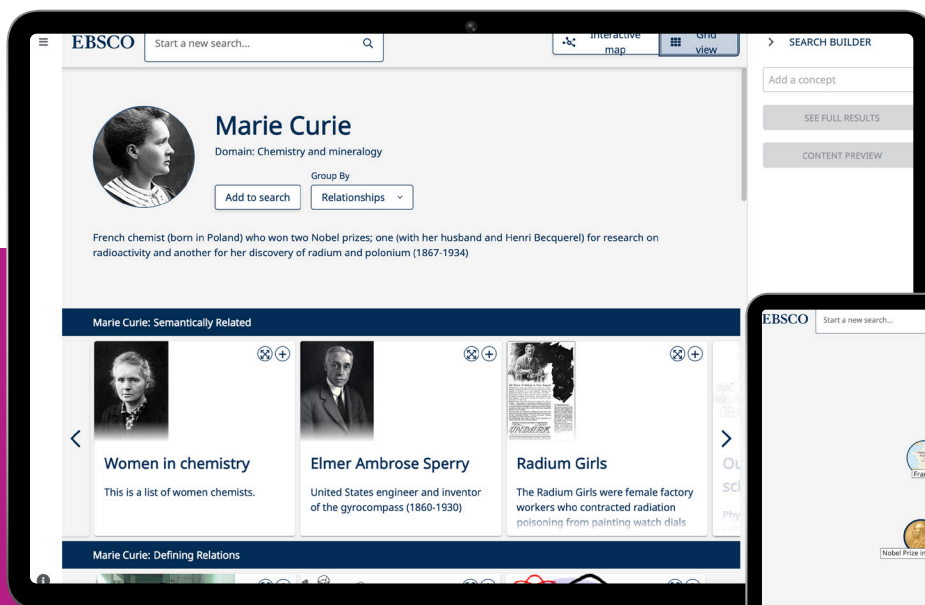 EBSCO
Start a new search...
Interactive
map
Grid
view
SEARCH BUILDER
Add a concept
SEE FULL RESULTS
CONTENT PREVIEW
Marie Curie
Domain: Chemistry and mineralogy
Group By
Add to search
Relationships
French chemist (born in Poland) who won two Nobel prizes; one (with her husband and Henri Becquerel) for research on
radioactivity and another for her discovery of radium and polonium (1867-1934)
Marie Curie: Semantically Related
Women in chemistry
This is a list of women chemists.
Elmer Ambrose Sperry
United States engineer and inventor
of the gyrocompass (1860-1930)
Radium Girls
The Radium Girls were female factory
workers who contracted radiation
poisoning from painting watch dials
Marie Curie: Defining Relations
EBSCO
Start a new search...
Nobel Prize in